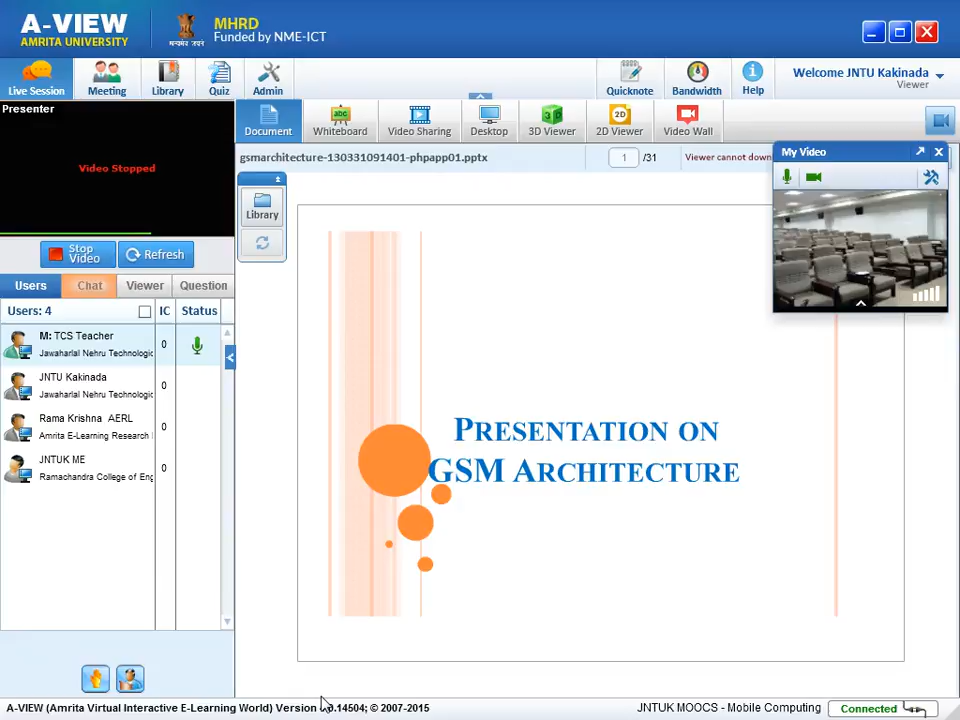 A-VIEW
AMRITA UNIVERSITY
MHRD
Funded by NME-ICT
Live Session
Meeting
Library
Quiz
Admin
Quicknote
Bandwidth
Help
Welcome JNTU Kakinada
Viewer
Presenter
Video Stopped
Document
Whiteboard
Video Sharing
Desktop
3D Viewer
2D Viewer
Video Wall
gsmarchitecture-130331091401-phpapp01.pptx
1 /31
Viewer cannot down
My Video
Library
Stop Video
Refresh
Users
Chat
Viewer
Question
Users: 4
IC
Status
M: TCS Teacher
Jawaharlal Nehru Technologic
0
JNTU Kakinada
Jawaharlal Nehru Technologic
0
Rama Krishna AERL
Amrita E-Learning Research
0
JNTUK ME
Ramachandra College of Eng
0
PRESENTATION ON
GSM ARCHITECTURE
A-VIEW (Amrita Virtual Interactive E-Learning World) Version .14504; © 2007-2015
JNTUK MOOCS - Mobile Computing
Connected